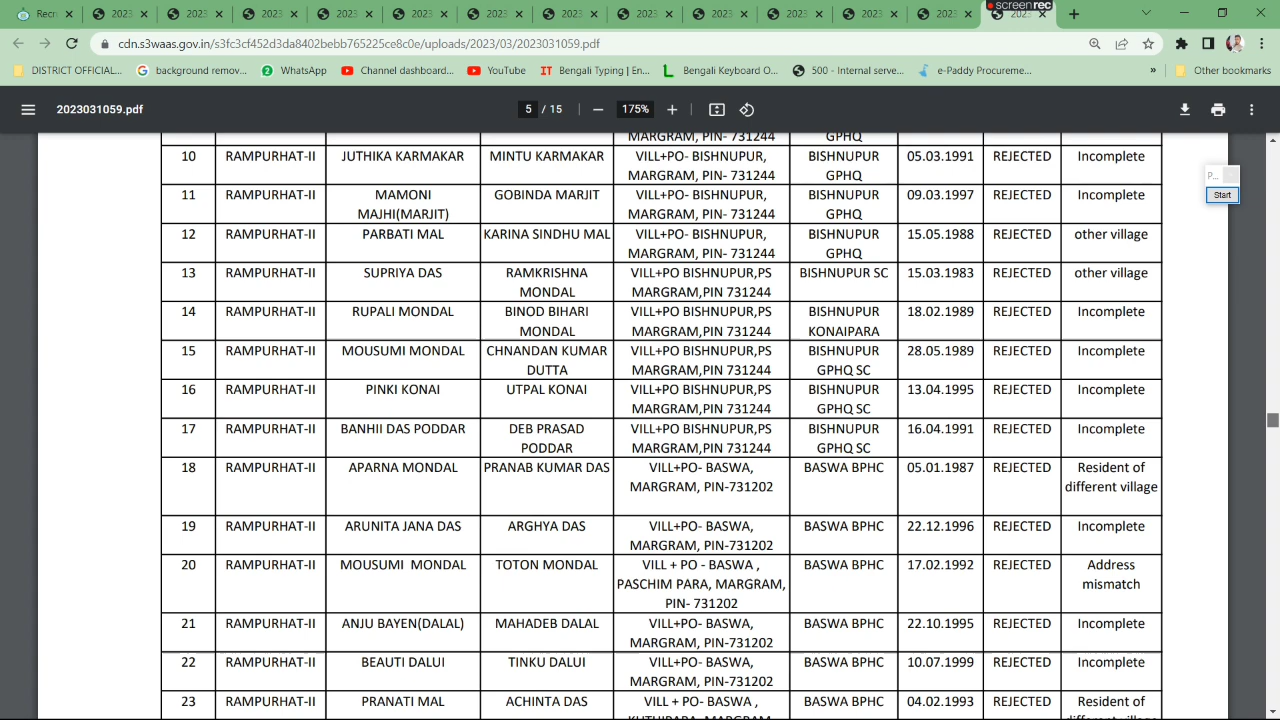 Recru 2023 2023 2023 2023 2023 2023 2023 2023 2023 2023 2023 2023 2023
SCREEN REC
cdn.s3waas.gov.in/s3fc3cf452d3da8402bebb765225ce8c0e/uploads/2023/03/2023031059.pdf
DISTRICT OFFICIAL... background remov... WhatsApp Channel dashboard... YouTube Bengali Typing | En... Bengali Keyboard O... 500 - Internal serve... e-Paddy Procureme... » Other bookmarks
2023031059.pdf 5 / 15 175%
MARGRAM, PIN- 731244 GPHQ
10 RAMPURHAT-II JUTHIKA KARMAKAR MINTU KARMAKAR VILL+PO- BISHNUPUR, BISHNUPUR 05.03.1991 REJECTED Incomplete
MARGRAM, PIN- 731244 GPHQ
P...
Start
11 RAMPURHAT-II MAMONI GOBINDA MARJIT VILL+PO- BISHNUPUR, BISHNUPUR 09.03.1997 REJECTED Incomplete
MAJHI(MARJIT) MARGRAM, PIN- 731244 GPHQ
12 RAMPURHAT-II PARBATI MAL KARINA SINDHU MAL VILL+PO- BISHNUPUR, BISHNUPUR 15.05.1988 REJECTED other village
MARGRAM, PIN- 731244 GPHQ
13 RAMPURHAT-II SUPRIYA DAS RAMKRISHNA VILL+PO BISHNUPUR,PS BISHNUPUR SC 15.03.1983 REJECTED other village
MONDAL MARGRAM,PIN 731244
14 RAMPURHAT-II RUPALI MONDAL BINOD BIHARI VILL+PO BISHNUPUR,PS BISHNUPUR 18.02.1989 REJECTED Incomplete
MONDAL MARGRAM,PIN 731244 KONAIPARA
15 RAMPURHAT-II MOUSUMI MONDAL CHNANDAN KUMAR VILL+PO BISHNUPUR,PS BISHNUPUR 28.05.1989 REJECTED Incomplete
DUTTA MARGRAM,PIN 731244 GPHQ SC
16 RAMPURHAT-II PINKI KONAI UTPAL KONAI VILL+PO BISHNUPUR,PS BISHNUPUR 13.04.1995 REJECTED Incomplete
MARGRAM,PIN 731244 GPHQ SC
17 RAMPURHAT-II BANHII DAS PODDAR DEB PRASAD VILL+PO BISHNUPUR,PS BISHNUPUR 16.04.1991 REJECTED Incomplete
PODDAR MARGRAM,PIN 731244 GPHQ SC
18 RAMPURHAT-II APARNA MONDAL PRANAB KUMAR DAS VILL+PO- BASWA, BASWA BPHC 05.01.1987 REJECTED Resident of
MARGRAM, PIN-731202 different village
19 RAMPURHAT-II ARUNITA JANA DAS ARGHYA DAS VILL+PO- BASWA, BASWA BPHC 22.12.1996 REJECTED Incomplete
MARGRAM, PIN-731202
20 RAMPURHAT-II MOUSUMI MONDAL TOTON MONDAL VILL + PO - BASWA , BASWA BPHC 17.02.1992 REJECTED Address
PASCHIM PARA, MARGRAM, mismatch
PIN- 731202
21 RAMPURHAT-II ANJU BAYEN(DALAL) MAHADEB DALAL VILL+PO- BASWA, BASWA BPHC 22.10.1995 REJECTED Incomplete
MARGRAM, PIN-731202
22 RAMPURHAT-II BEAUTI DALUI TINKU DALUI VILL+PO- BASWA, BASWA BPHC 10.07.1999 REJECTED Incomplete
MARGRAM, PIN-731202
23 RAMPURHAT-II PRANATI MAL ACHINTA DAS VILL + PO - BASWA , BASWA BPHC 04.02.1993 REJECTED Resident of